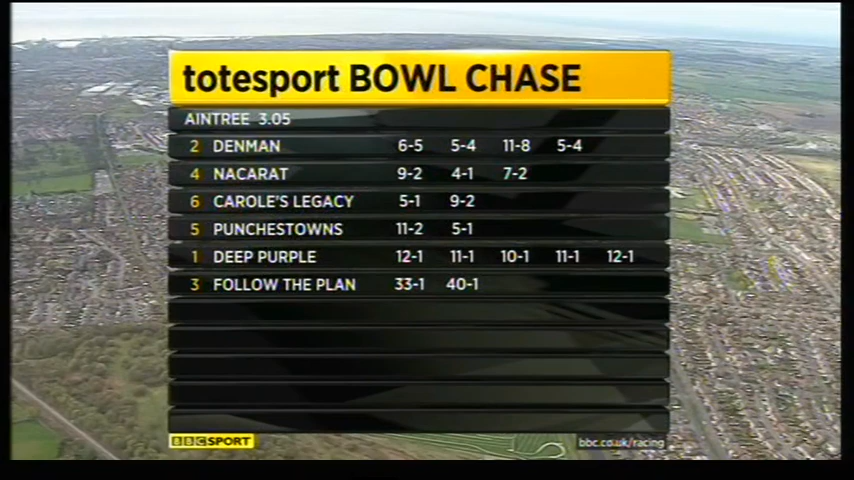 totesport BOWL CHASE
AINTREE 3.05
2 DENMAN 6-5 5-4 11-8 5-4
4 NACARAT 9-2 4-1 7-2
6 CAROLE'S LEGACY 5-1 9-2
5 PUNCHESTOWNS 11-2 5-1
1 DEEP PURPLE 12-1 11-1 10-1 11-1 12-1
3 FOLLOW THE PLAN 33-1 40-1
BBC SPORT bbc.co.uk/racing